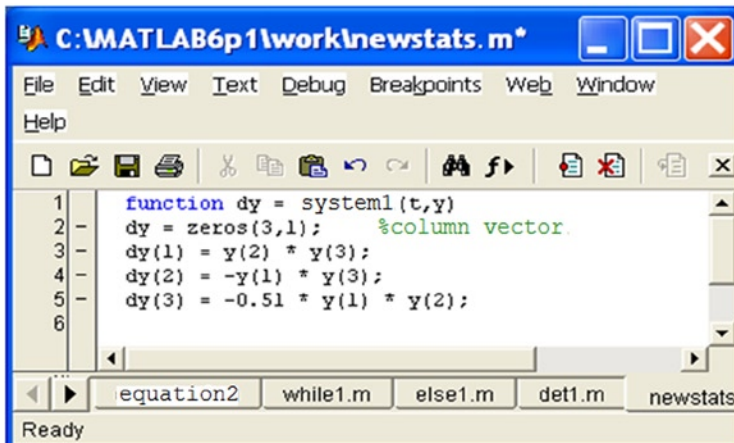 C:\MATLAB6p1\work\newstats.m*
File Edit View Text Debug Breakpoints Web Window
Help
1 function dy = system1(t,y)
2 - dy = zeros(3,1); %column vector
3 - dy(1) = y(2) * y(3);
4 - dy(2) = -y(1) * y(3);
5 - dy(3) = -0.51 * y(1) * y(2);
6
equation2 while1.m else1.m det1.m newstats
Ready